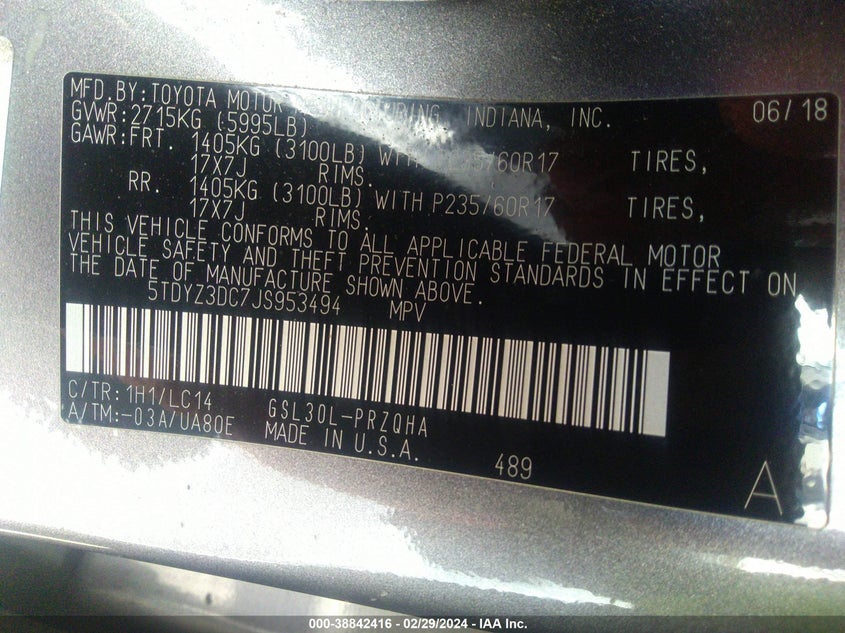 MFD.BY:TOYOTA MOTOR INDIANA, INC. 06/18
GVWR:2715KG (5995LB)
GAWR:FRT. 1405KG (3100LB) WITH /60R17 TIRES,
17X7J RIMS.
RR. 1405KG (3100LB) WITH P235/60R17 TIRES,
17X7J RIMS.
THIS VEHICLE CONFORMS TO ALL APPLICABLE FEDERAL MOTOR
VEHICLE SAFETY AND THEFT PREVENTION STANDARDS IN EFFECT ON
THE DATE OF MANUFACTURE SHOWN ABOVE.
5TDYZ3DC7JS953494 MPV
C/TR:1H1/LC14 GSL30L-PRZQHA
A/TM:-03A/UA80E MADE IN U.S.A.
489
A
000-38842416 - 02/29/2024 - IAA Inc.